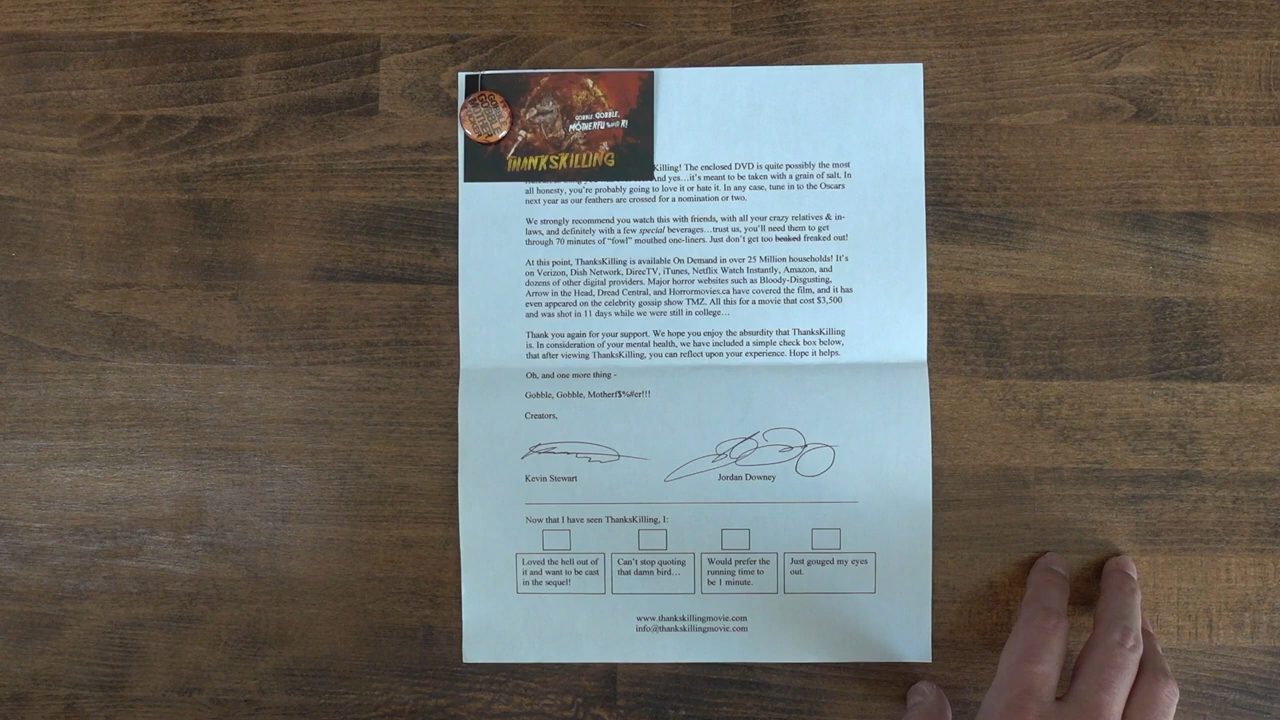 GOBBLE, GOBBLE,
MOTHERFU%#R!
THANKSKILLING
Killing! The enclosed DVD is quite possibly the most
And yes…it's meant to be taken with a grain of salt. In
all honesty, you're probably going to love it or hate it. In any case, tune in to the Oscars
next year as our feathers are crossed for a nomination or two.
We strongly recommend you watch this with friends, with all your crazy relatives & in-
laws, and definitely with a few special beverages…trust us, you'll need them to get
through 70 minutes of "fowl" mouthed one-liners. Just don't get too beaked freaked out!
At this point, ThanksKilling is available On Demand in over 25 Million households! It's
on Verizon, Dish Network, DirecTV, iTunes, Netflix Watch Instantly, Amazon, and
dozens of other digital providers. Major horror websites such as Bloody-Disgusting,
Arrow in the Head, Dread Central, and Horrormovies.ca have covered the film, and it has
even appeared on the celebrity gossip show TMZ. All this for a movie that cost $3,500
and was shot in 11 days while we were still in college…
Thank you again for your support. We hope you enjoy the absurdity that ThanksKilling
is. In consideration of your mental health, we have included a simple check box below,
that after viewing ThanksKilling, you can reflect upon your experience. Hope it helps.
Oh, and one more thing -
Gobble, Gobble, Motherf$%#er!!!
Creators,
Kevin Stewart
Jordan Downey
Now that I have seen ThanksKilling, I:
Loved the hell out of
it and want to be cast
in the sequel!
Can't stop quoting
that damn bird…
Would prefer the
running time to
be 1 minute.
Just gouged my eyes
out.
www.thankskillingmovie.com
info@thankskillingmovie.com